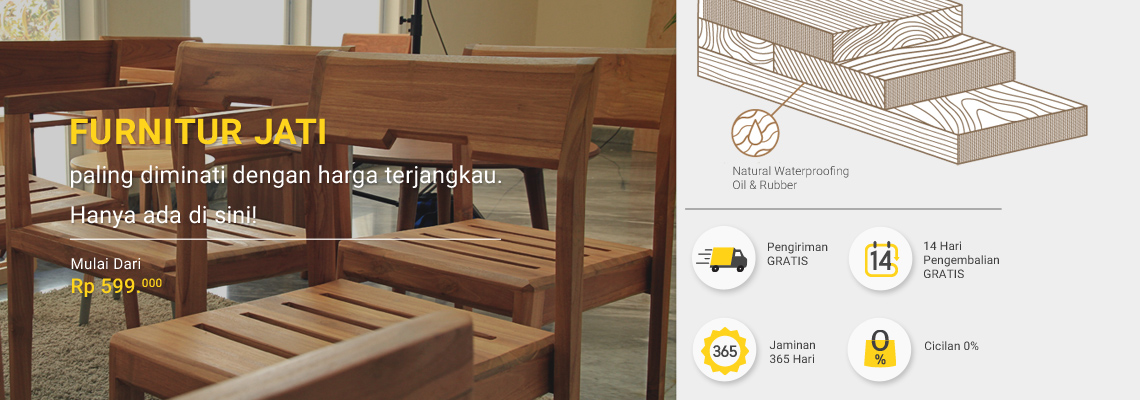 FURNITUR JATI
paling diminati dengan harga terjangkau.
Hanya ada di sini!
Mulai Dari
Rp 599.000
Natural Waterproofing
Oil & Rubber
Pengiriman
GRATIS
14
14 Hari
Pengembalian
GRATIS
365
Jaminan
365 Hari
0
%
Cicilan 0%